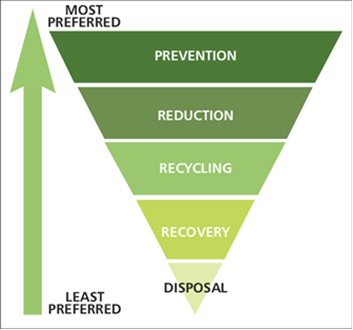 MOST
PREFERRED
PREVENTION
REDUCTION
RECYCLING
RECOVERY
DISPOSAL
LEAST
PREFERRED